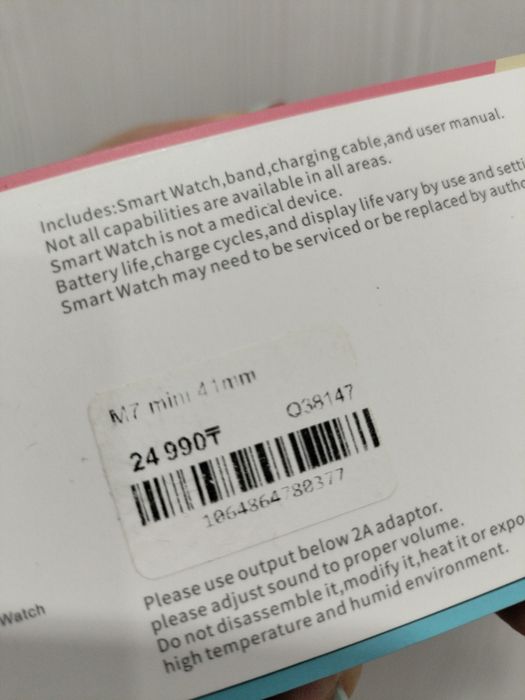 Includes:Smart Watch,band,charging cable,and user manual.
Not all capabilities are available in all areas.
Smart Watch is not a medical device.
Battery life,charge cycles,and display life vary by use and setti
Smart Watch may need to be serviced or be replaced by autho
M7 mini 41mm
24 990₸
Q38147
1064864780377
Please use output below 2A adaptor.
please adjust sound to proper volume.
Do not disassemble it,modify it,heat it or expo
high temperature and humid environment.
Watch